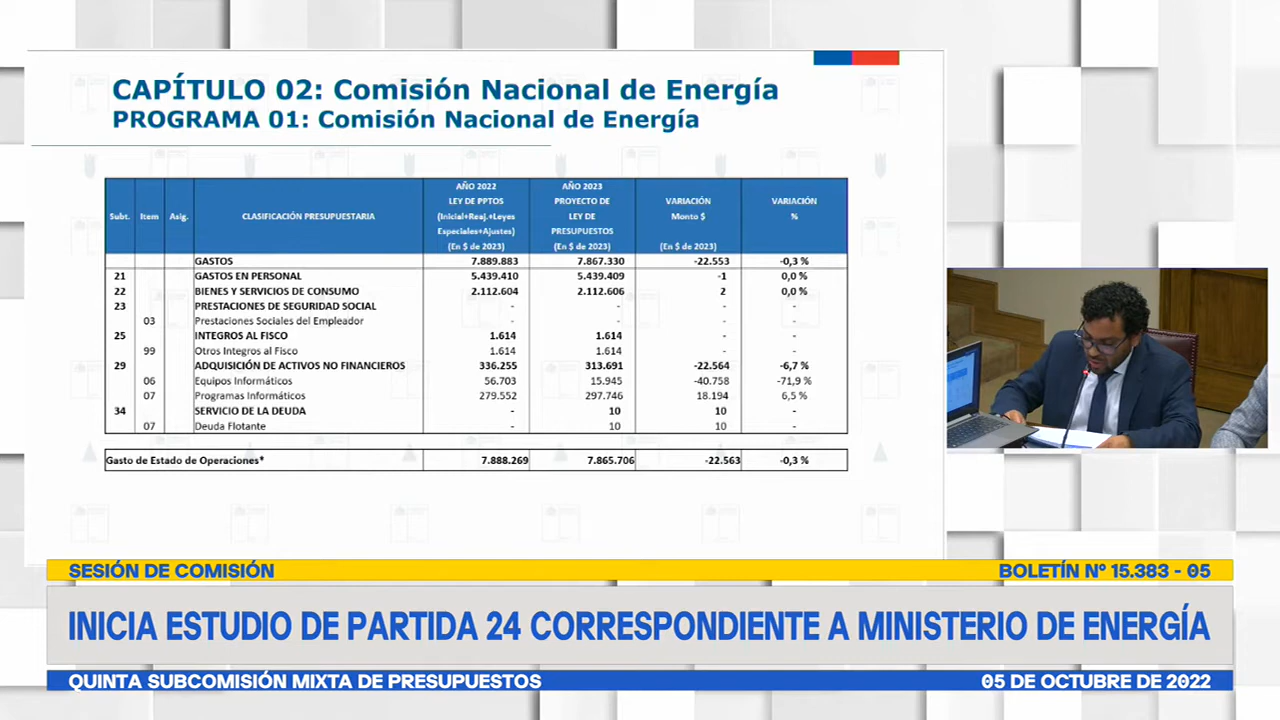 CAPÍTULO 02: Comisión Nacional de Energía
PROGRAMA 01: Comisión Nacional de Energía
Subt. Item Asig. CLASIFICACIÓN PRESUPUESTARIA AÑO 2022 LEY DE PPTOS (Inicial+Reaj.+Leyes Especiales+Ajustes) (En $ de 2023) AÑO 2023 PROYECTO DE LEY DE PRESUPUESTOS (En $ de 2023) VARIACIÓN Monto $ (En $ de 2023) VARIACIÓN %
GASTOS 7.889.883 7.867.330 -22.553 -0,3 %
21 GASTOS EN PERSONAL 5.439.410 5.439.409 -1 0,0 %
22 BIENES Y SERVICIOS DE CONSUMO 2.112.604 2.112.606 2 0,0 %
23 PRESTACIONES DE SEGURIDAD SOCIAL - - - -
03 Prestaciones Sociales del Empleador - - - -
25 INTEGROS AL FISCO 1.614 1.614 - -
99 Otros Integros al Fisco 1.614 1.614 - -
29 ADQUISICIÓN DE ACTIVOS NO FINANCIEROS 336.255 313.691 -22.564 -6,7 %
06 Equipos Informáticos 56.703 15.945 -40.758 -71,9 %
07 Programas Informáticos 279.552 297.746 18.194 6,5 %
34 SERVICIO DE LA DEUDA - 10 10 -
07 Deuda Flotante - 10 10 -
Gasto de Estado de Operaciones* 7.888.269 7.865.706 -22.563 -0,3 %
SESIÓN DE COMISIÓN BOLETÍN N° 15.383 - 05
INICIA ESTUDIO DE PARTIDA 24 CORRESPONDIENTE A MINISTERIO DE ENERGÍA
QUINTA SUBCOMISIÓN MIXTA DE PRESUPUESTOS 05 DE OCTUBRE DE 2022